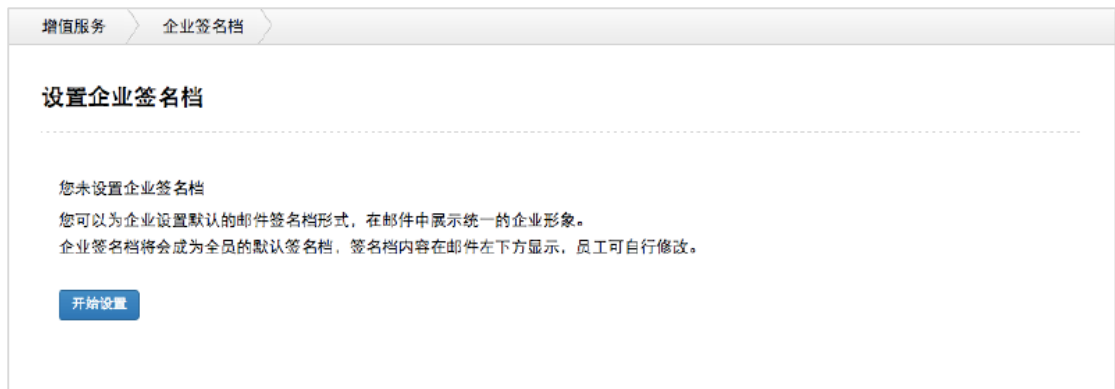 增值服务 企业签名档
设置企业签名档
您未设置企业签名档
您可以为企业设置默认的邮件签名档形式，在邮件中展示统一的企业形象。
企业签名档将会成为全员的默认签名档，签名档内容在邮件左下方显示，员工可自行修改。
开始设置